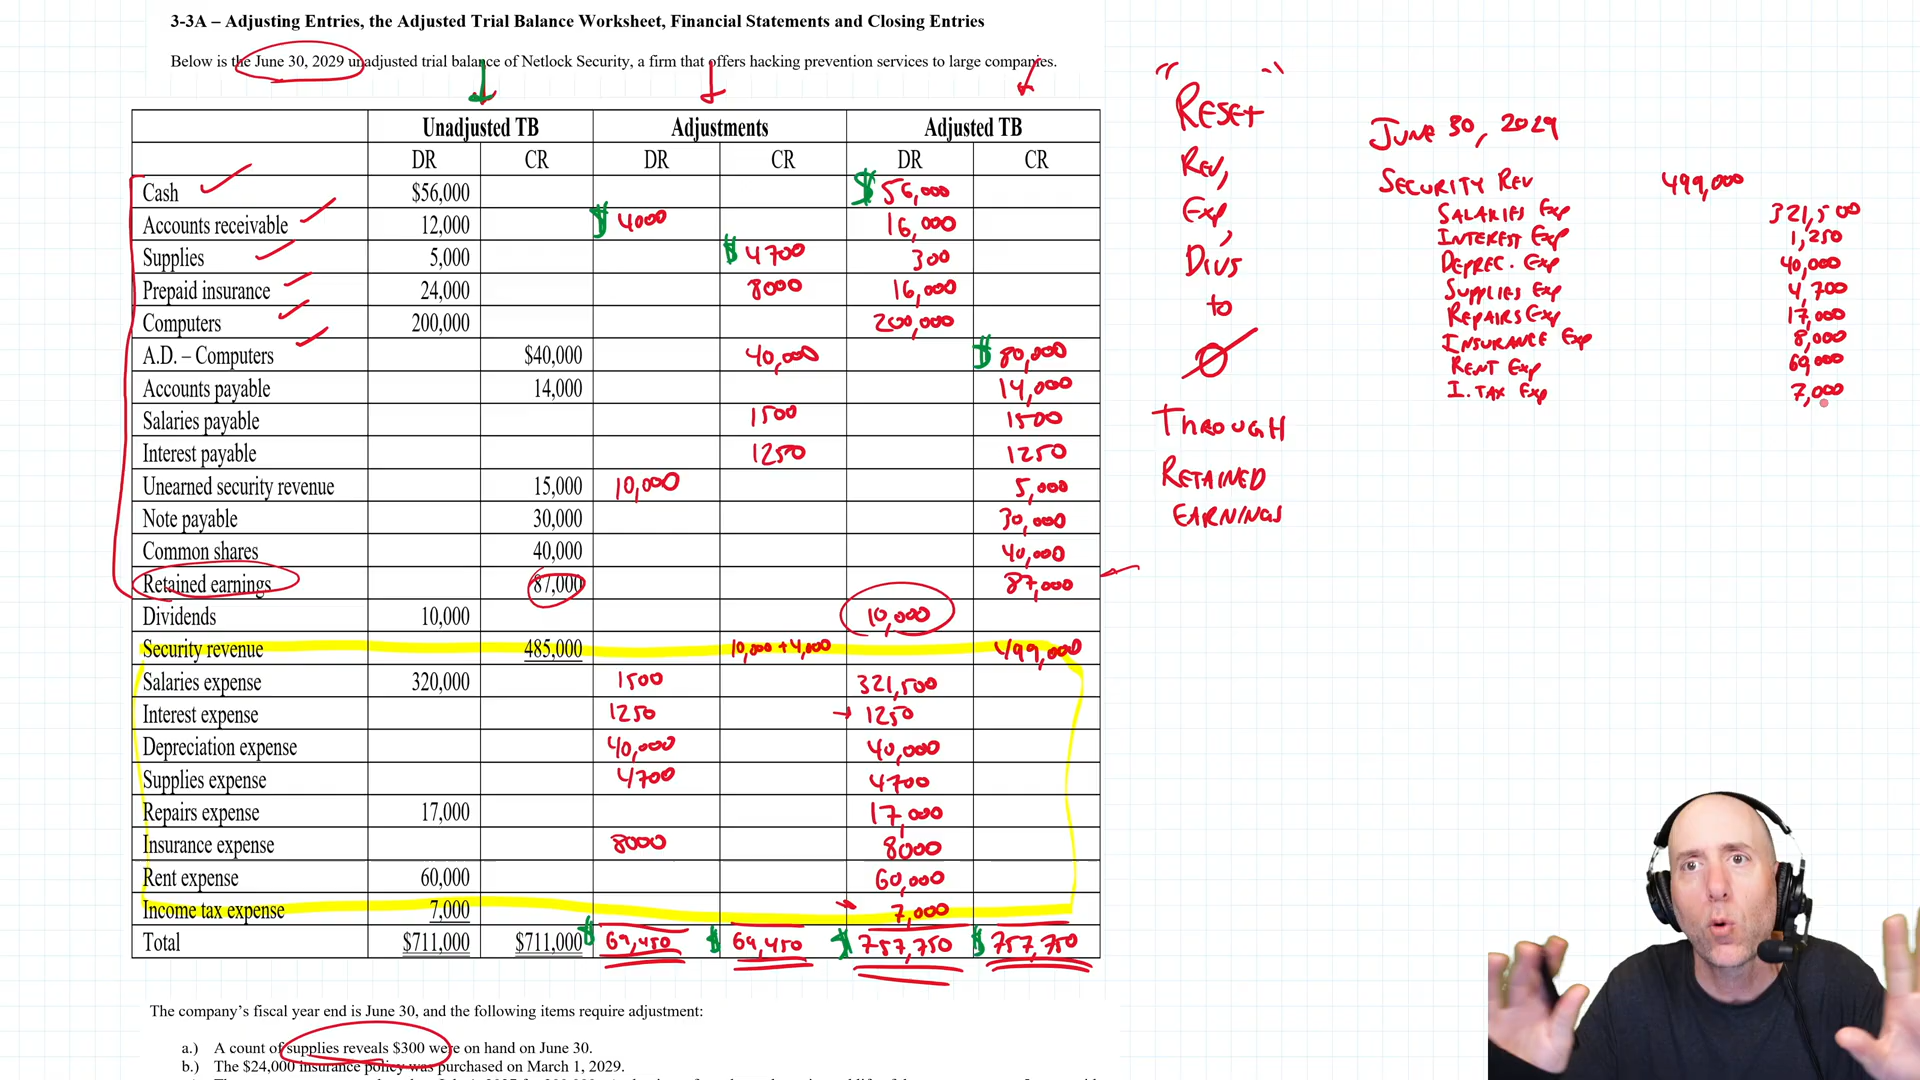 3-3A – Adjusting Entries, the Adjusted Trial Balance Worksheet, Financial Statements and Closing Entries
Below is the June 30, 2029 unadjusted trial balance of Netlock Security, a firm that offers hacking prevention services to large companies.
Unadjusted TB Adjustments Adjusted TB
DR CR DR CR DR CR
Cash $56,000 $56,000
Accounts receivable 12,000 $4000 16,000
Supplies 5,000 $4700 300
Prepaid insurance 24,000 8000 16,000
Computers 200,000 200,000
A.D. – Computers $40,000 40,000 $80,000
Accounts payable 14,000 14,000
Salaries payable 1500 1500
Interest payable 1250 1250
Unearned security revenue 15,000 10,000 5,000
Note payable 30,000 30,000
Common shares 40,000 40,000
Retained earnings 87,000 87,000
Dividends 10,000 10,000
Security revenue 485,000 10,000 + 4,000 499,000
Salaries expense 320,000 1500 321,500
Interest expense 1250 1250
Depreciation expense 40,000 40,000
Supplies expense 4700 4700
Repairs expense 17,000 17,000
Insurance expense 8000 8000
Rent expense 60,000 60,000
Income tax expense 7,000 7,000
Total $711,000 $711,000 $69,450 $69,450 $757,750 $757,750
The company's fiscal year end is June 30, and the following items require adjustment:
a.) A count of supplies reveals $300 were on hand on June 30.
b.) The $24,000 insurance policy was purchased on March 1, 2029.
"RESET"
REV,
EXP,
DIVS
to
Ø
THROUGH
RETAINED
EARNINGS
JUNE 30, 2029
SECURITY REV 499,000
SALARIES EXP 321,500
INTEREST EXP 1,250
DEPREC. EXP 40,000
SUPPLIES EXP 4,700
REPAIRS EXP 17,000
INSURANCE EXP 8,000
RENT EXP 60,000
I. TAX EXP 7,000